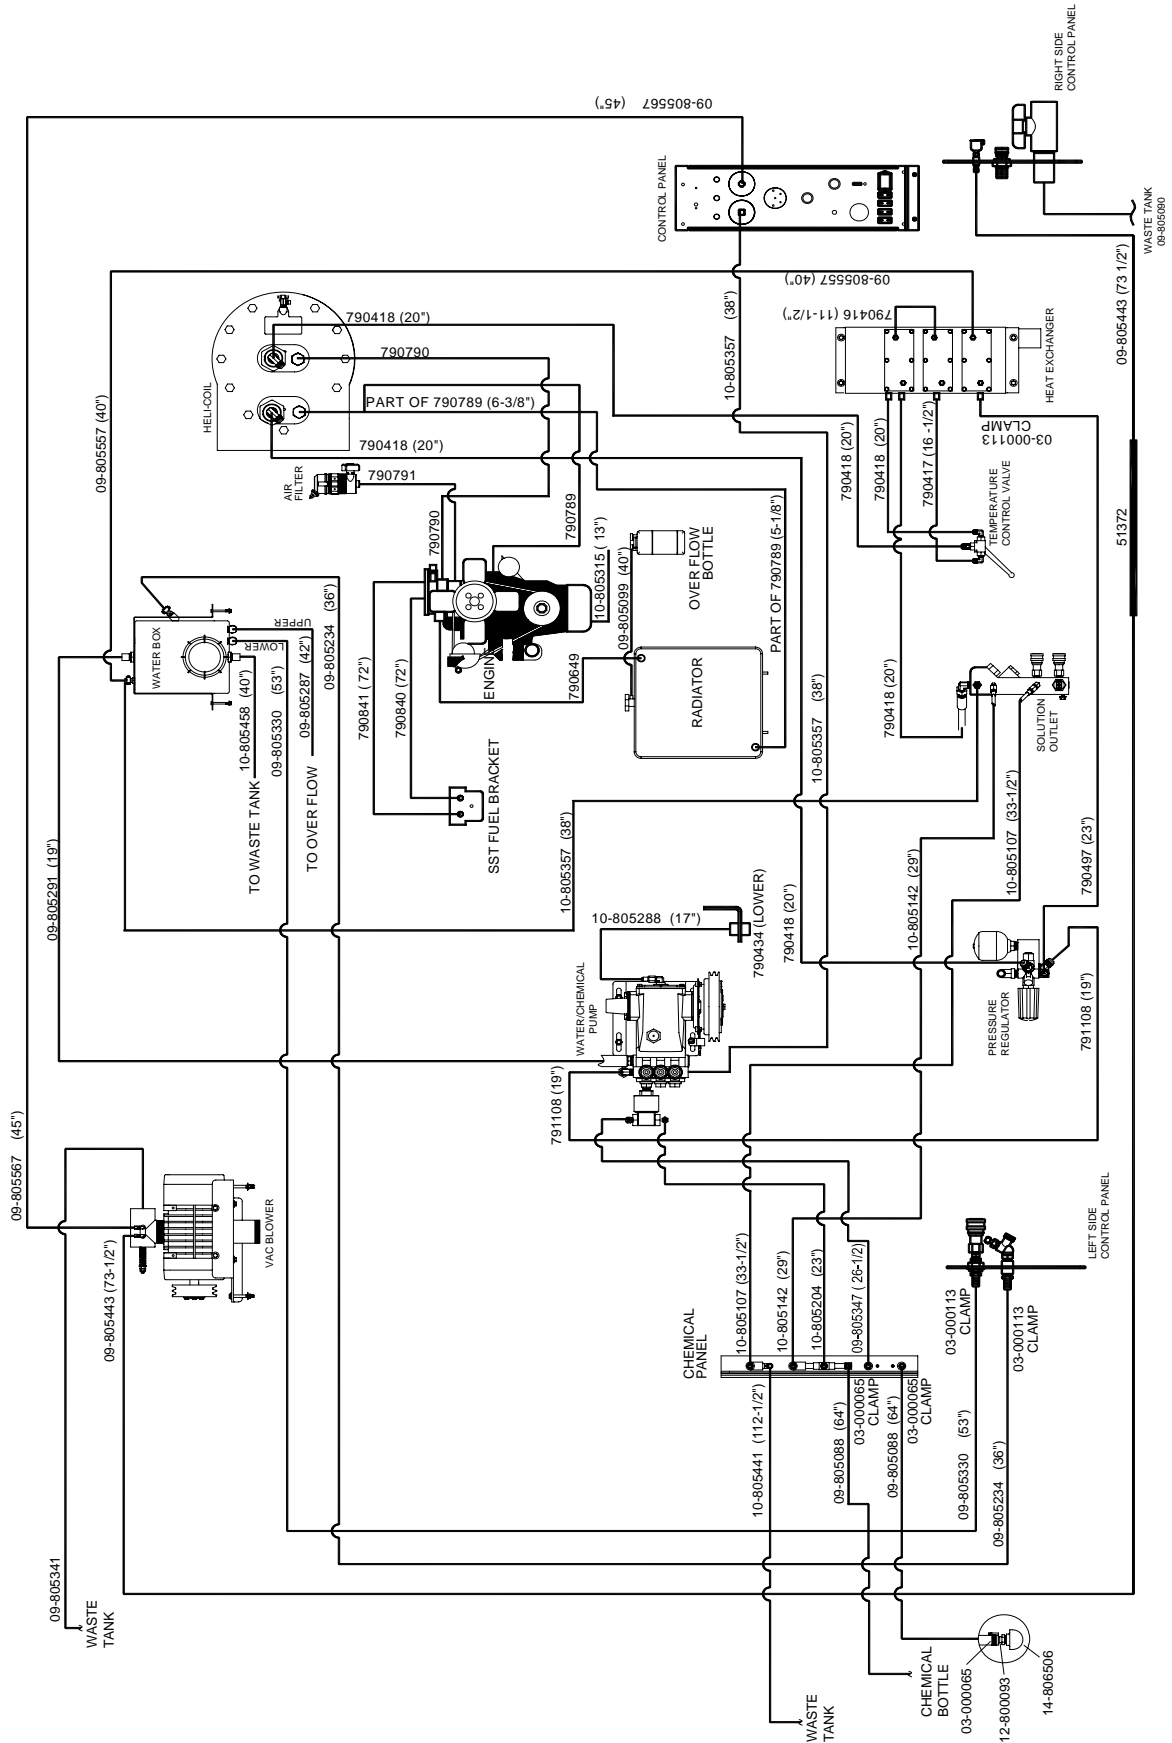 09-805567 (45")
RIGHT SIDE
CONTROL PANEL
CONTROL PANEL
WASTE TANK
09-805090
09-805557 (40")
790416 (11-1/2")
10-805357 (38")
HEAT EXCHANGER
09-805443 (73 1/2")
HELI-COIL
790418 (20")
790790
PART OF 790789 (6-3/8")
790418 (20")
09-805557 (40")
AIR
FILTER
790791
790790
790789
790418 (20")
790418 (20")
790417 (16 -1/2")
03-000113
CLAMP
TEMPERATURE
CONTROL VALVE
51372
WATER BOX
UPPER
LOWER
09-805234 (36")
09-805287 (42")
09-805330 (53")
10-805458 (40")
TO WASTE TANK
TO OVER FLOW
790841 ( 72")
790840 ( 72")
ENGINE
10-805315 ( 13")
09-805099 (40")
790649
OVER FLOW
BOTTLE
RADIATOR
PART OF 790789 (5-1/8")
10-805357 (38")
790418 (20")
SOLUTION
OUTLET
SST FUEL BRACKET
09-805291 (19")
10-805357 (38")
10-805288 (17")
790434 (LOWER)
790418 (20")
10-805142 (29")
10-805107 (33-1/2")
790497 (23")
WATER/CHEMICAL
PUMP
PRESSURE
REGULATOR
791108 (19")
791108 (19")
09-805567 (45")
09-805443 (73-1/2")
VAC BLOWER
LEFT SIDE
CONTROL PANEL
CHEMICAL
PANEL
10-805107 (33-1/2")
10-805142 (29")
10-805204 (23")
09-805347 ( 26-1/2)
03-000113
CLAMP
03-000113
CLAMP
10-805441 (112-1/2")
09-805088 (64")
03-000065
CLAMP
09-805088 (64")
03-000065
CLAMP
09-805330 (53")
09-805234 (36")
09-805341
WASTE
TANK
WASTE
TANK
CHEMICAL
BOTTLE
03-000065
12-800093
14-806506